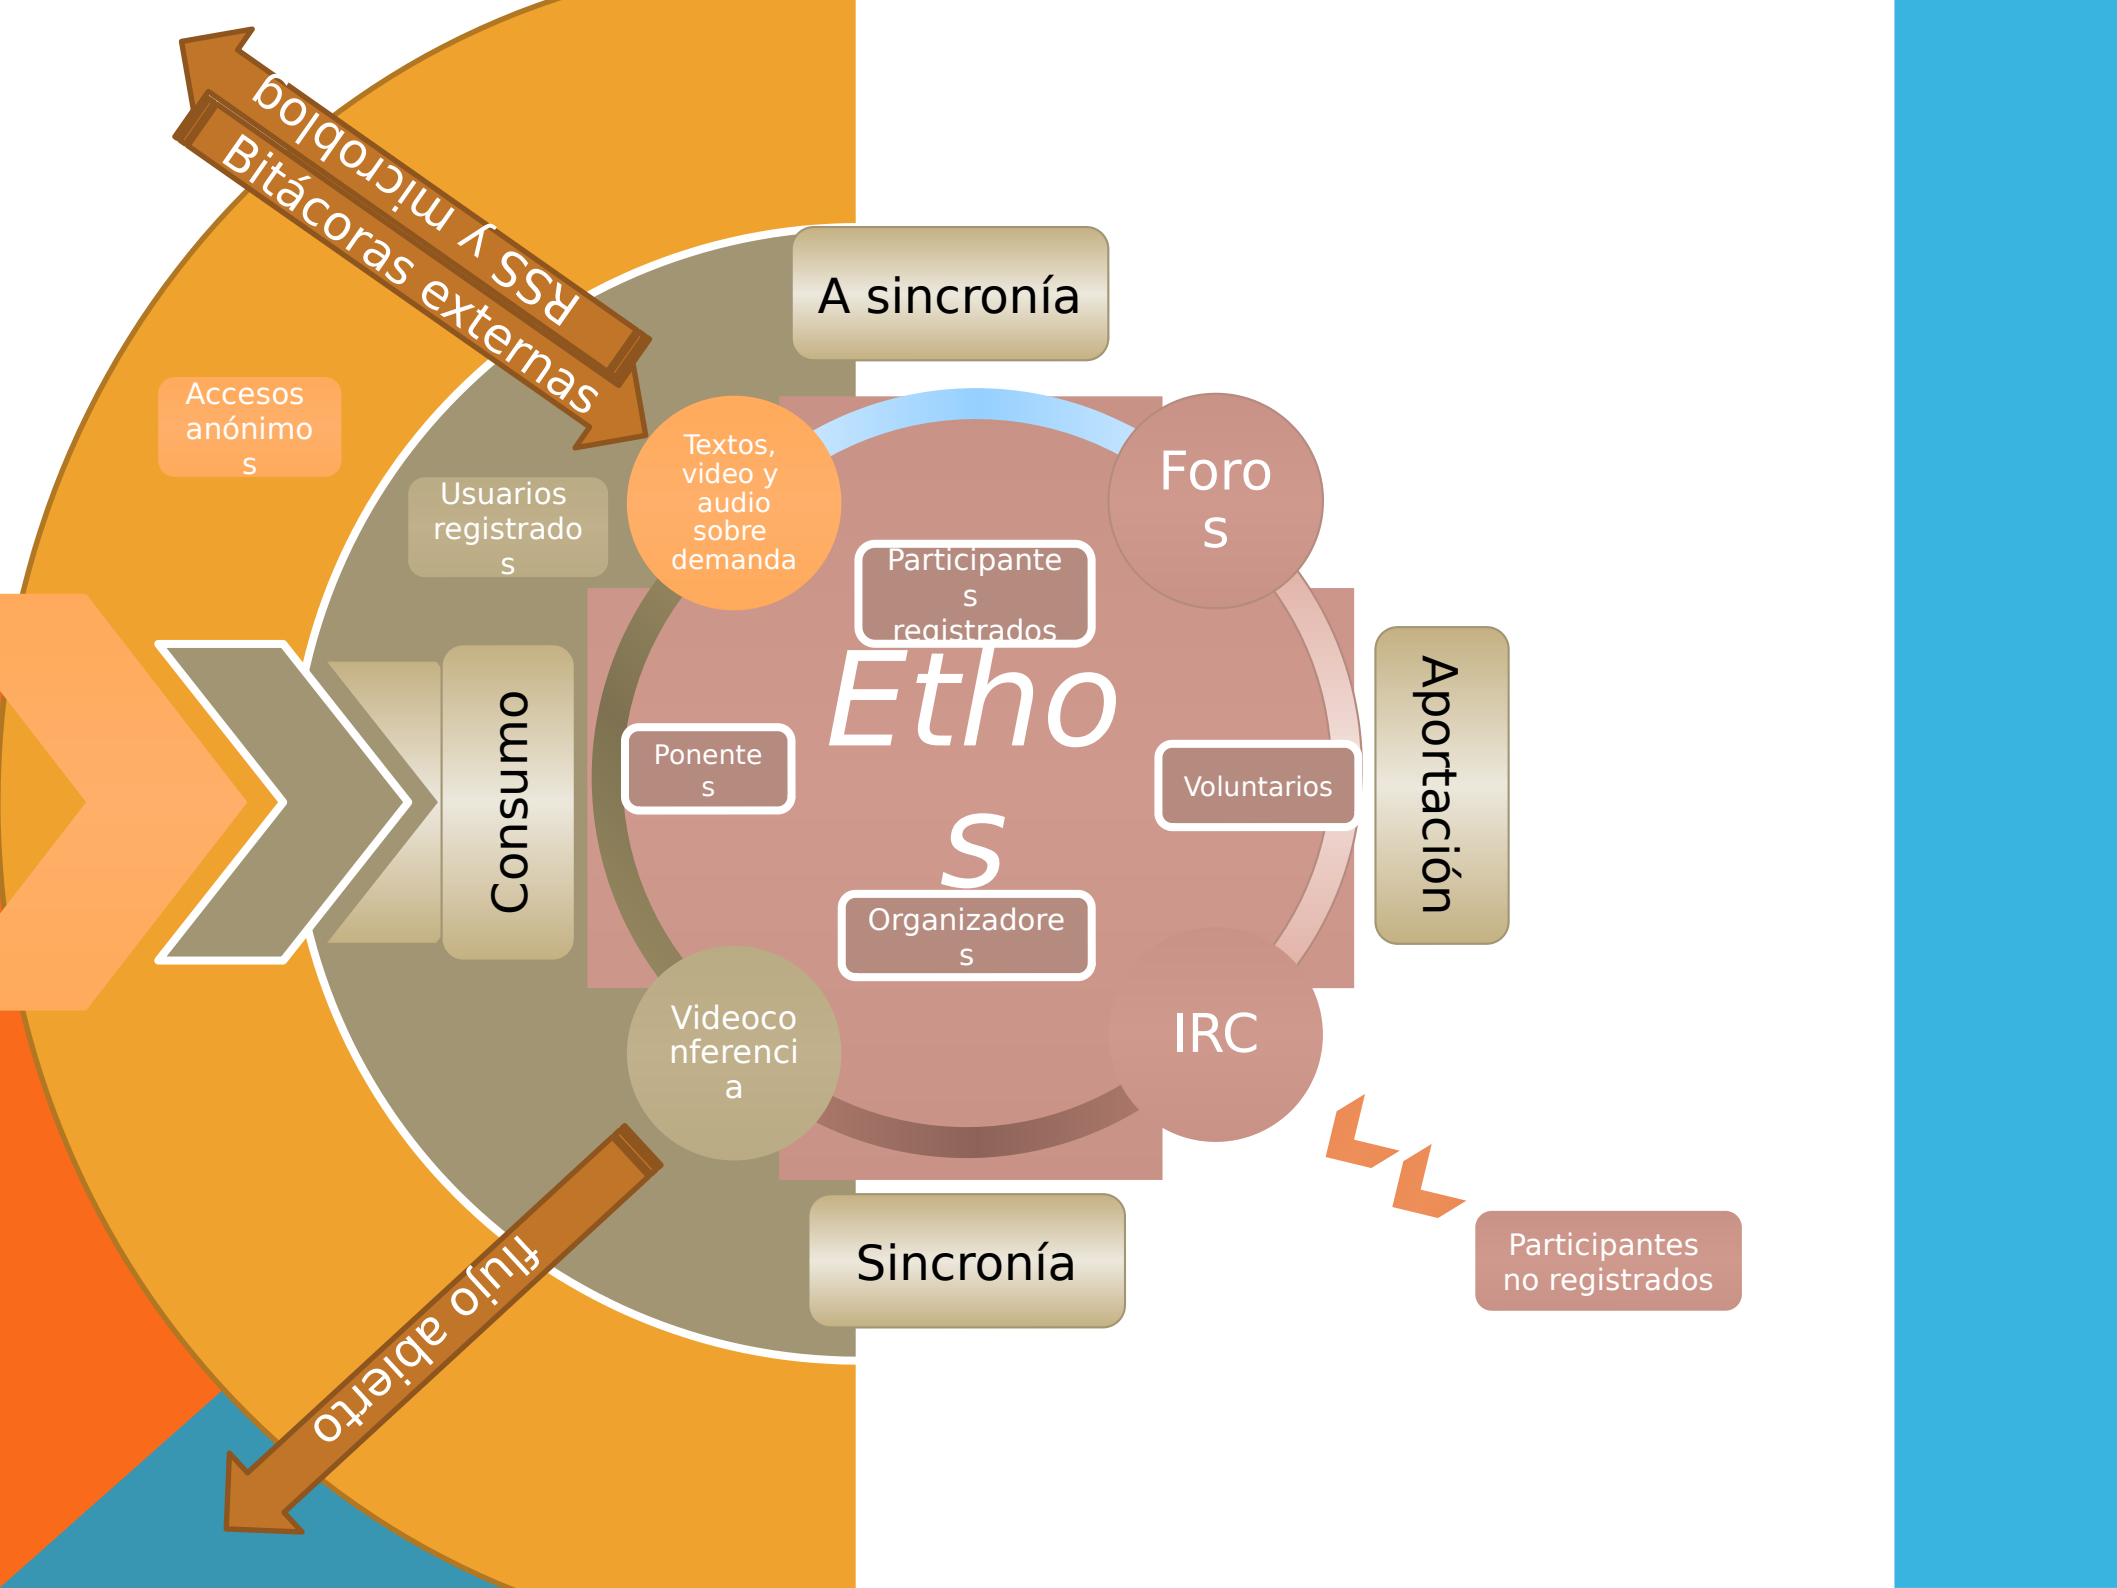 RSS y microblog
Bitácoras externas
A sincronía
Accesos
anónimo
s
Usuarios
registrado
s
Textos,
video y
audio
sobre
demanda
Foro
s
Participante
s
registrados
Etho
s
Consumo
Ponente
s
Voluntarios
Aportación
Organizadore
s
Videoco
nferenci
a
IRC
flujo abierto
Sincronía
Participantes
no registrados